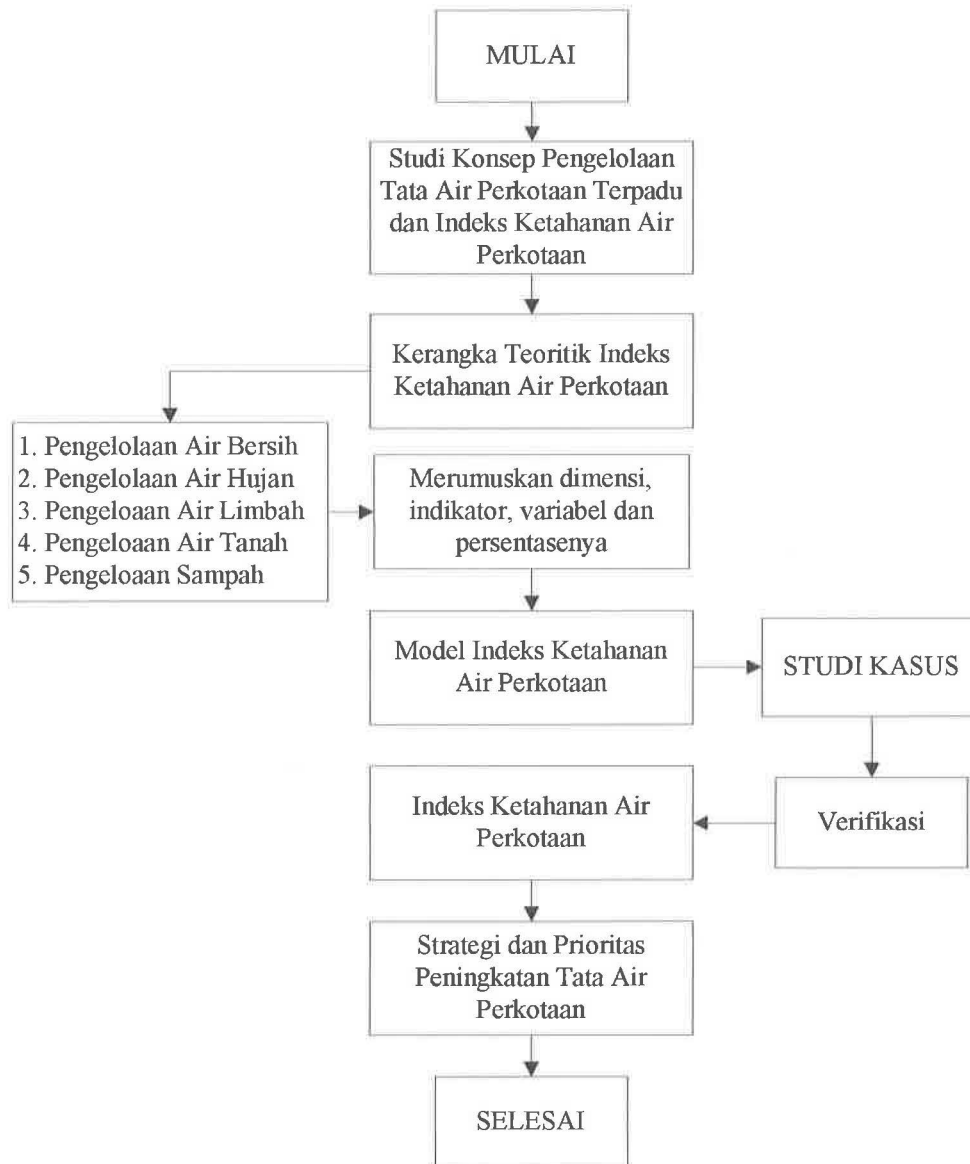 MULAI
Studi Konsep Pengelolaan
Tata Air Perkotaan Terpadu
dan Indeks Ketahanan Air
Perkotaan
Kerangka Teoritik Indeks
Ketahanan Air Perkotaan
1. Pengelolaan Air Bersih
2. Pengelolaan Air Hujan
3. Pengeloaan Air Limbah
4. Pengeloaan Air Tanah
5. Pengeloaan Sampah
Merumuskan dimensi,
indikator, variabel dan
persentasenya
Model Indeks Ketahanan
Air Perkotaan
STUDI KASUS
Verifikasi
Indeks Ketahanan Air
Perkotaan
Strategi dan Prioritas
Peningkatan Tata Air
Perkotaan
SELESAI